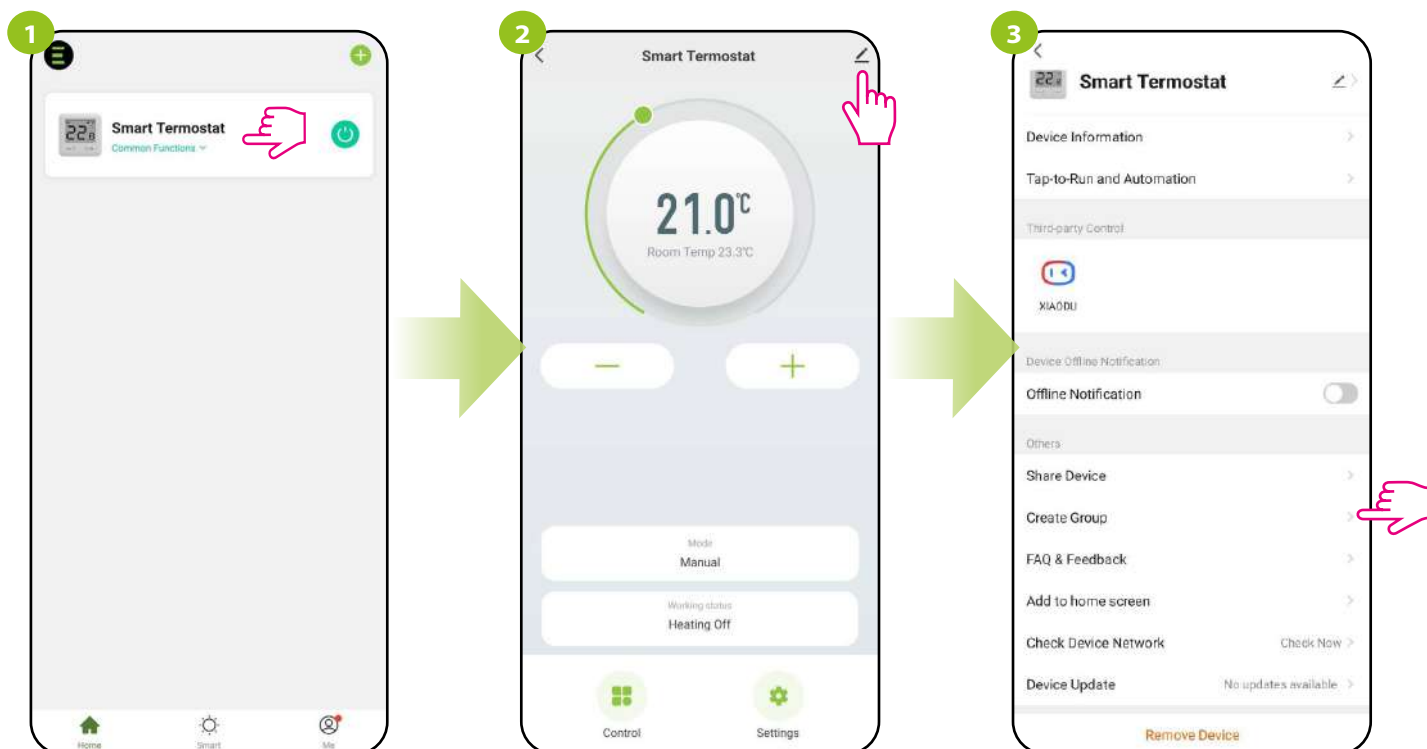 1
Smart Termostat
Common Functions
Home
Smart
Me
2
Smart Termostat
21.0°C
Room Temp 23.3°C
Mode
Manual
Working status
Heating Off
Control
Settings
3
Smart Termostat
Device Information
Tap-to-Run and Automation
Third-party Control
XIAODU
Device Offline Notification
Offline Notification
Others
Share Device
Create Group
FAQ & Feedback
Add to home screen
Check Device Network Check Now
Device Update No updates available
Remove Device